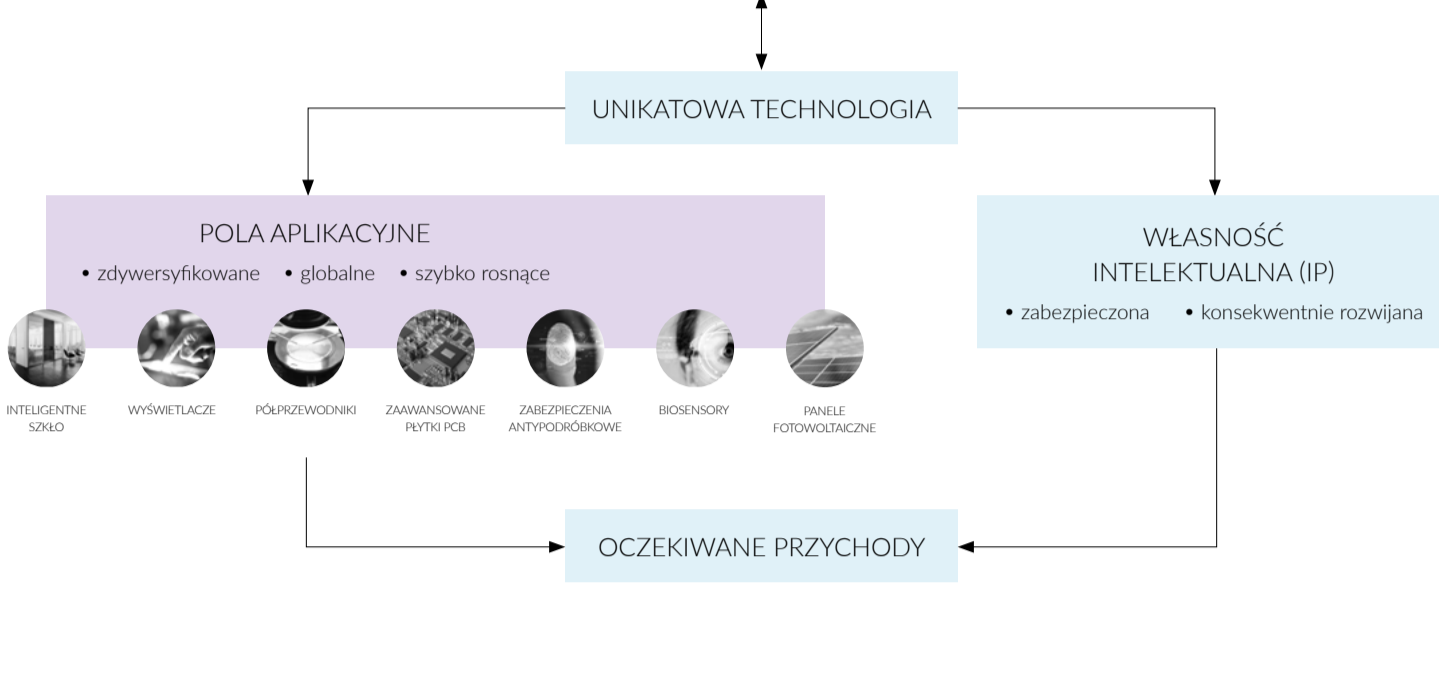 UNIKATOWA TECHNOLOGIA
POLA APLIKACYJNE
• zdywersyfikowane • globalne • szybko rosnące
INTELIGENTNE
SZKŁO
WYŚWIETLACZE
PÓŁPRZEWODNIKI
ZAAWANSOWANE
PŁYTKI PCB
ZABEZPIECZENIA
ANTYPODRÓBKOWE
BIOSENSORY
PANELE
FOTOWOLTAICZNE
WŁASNOŚĆ
INTELEKTUALNA (IP)
• zabezpieczona • konsekwentnie rozwijana
OCZEKIWANE PRZYCHODY